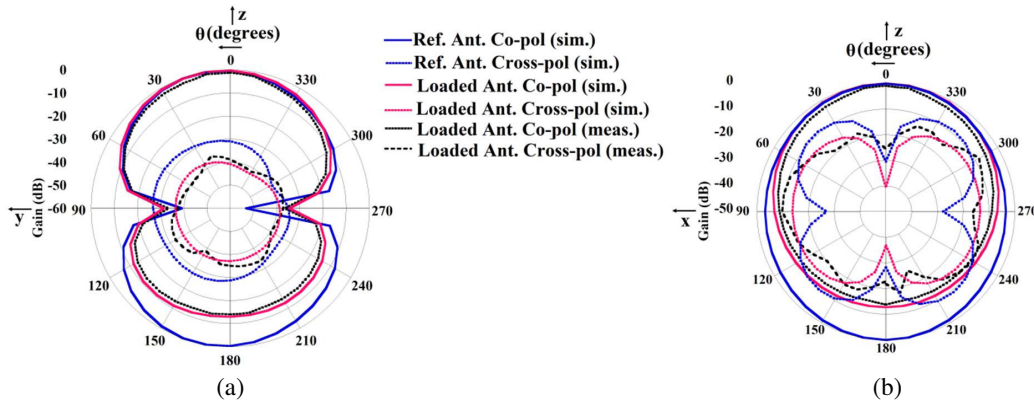 z
θ (degrees)
0
30
330
0
-10
-20
-30
-40
-50
-60
60
300
y
Gain (dB)
90
270
120
240
150
210
180
(a)
Ref. Ant. Co-pol (sim.)
Ref. Ant. Cross-pol (sim.)
Loaded Ant. Co-pol (sim.)
Loaded Ant. Cross-pol (sim.)
Loaded Ant. Co-pol (meas.)
Loaded Ant. Cross-pol (meas.)
z
θ (degrees)
0
30
330
0
-10
-20
-30
-40
-50
60
300
x
Gain (dB)
90
270
120
240
150
210
180
(b)